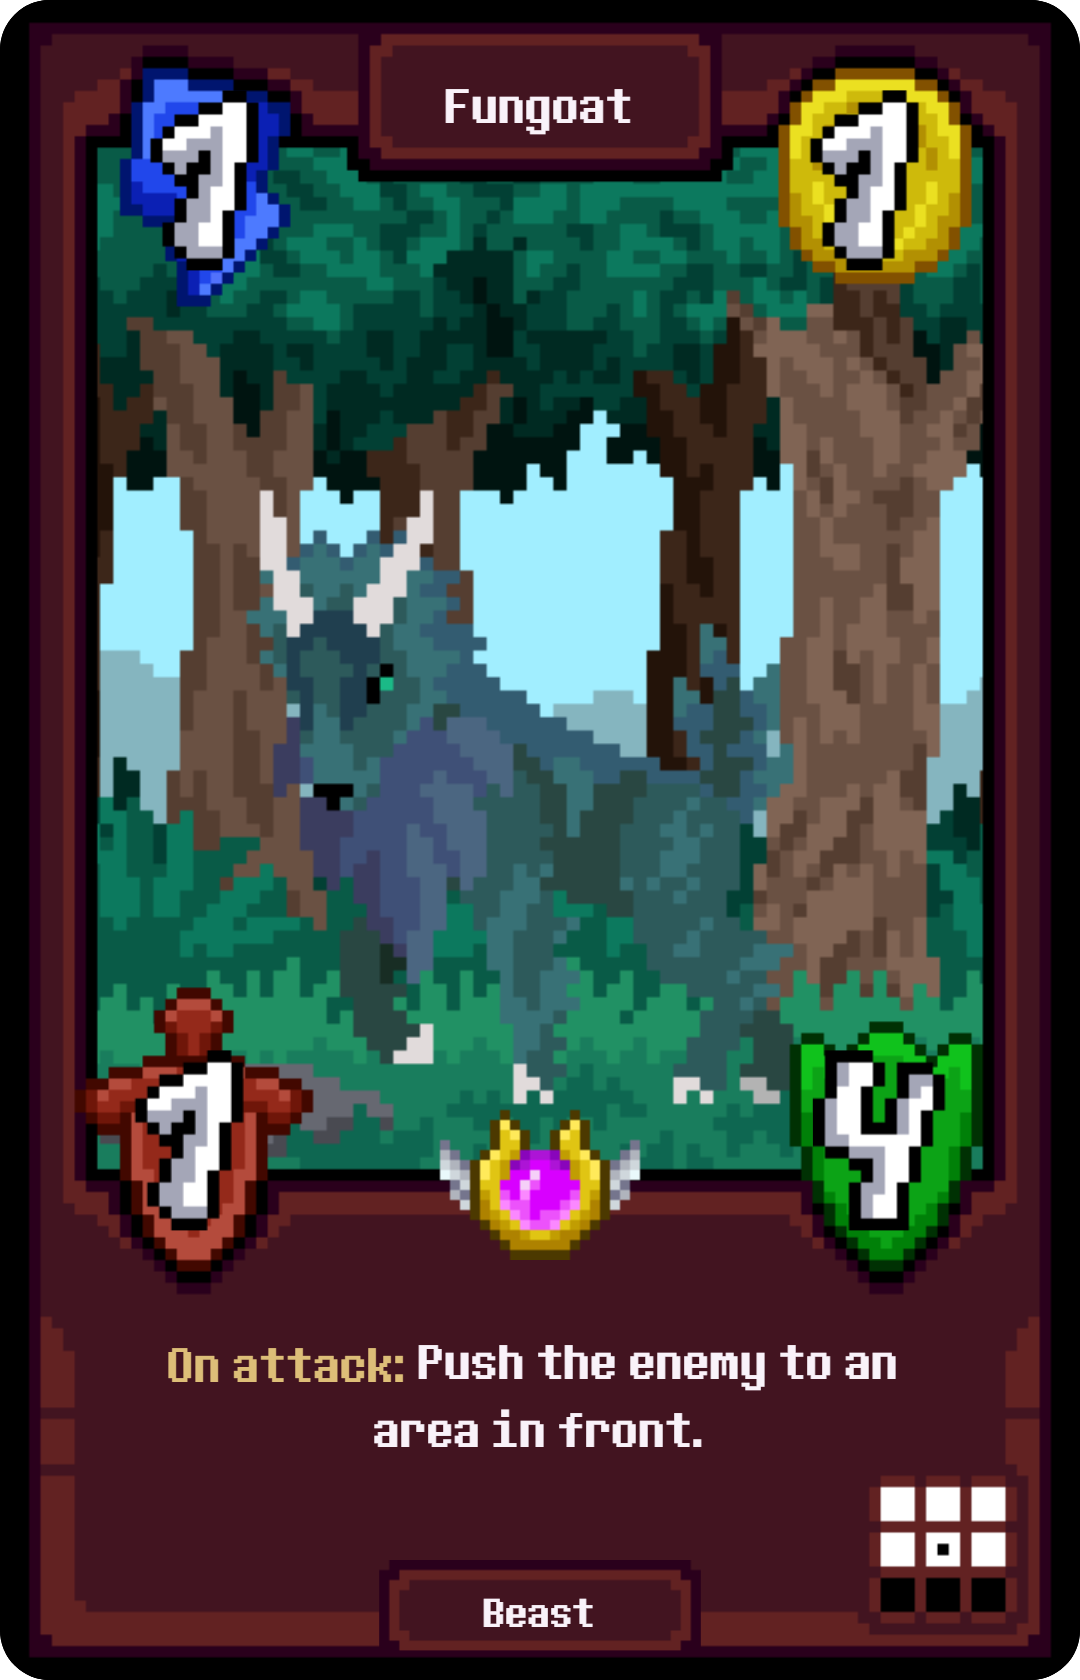 1
Fungoat
1
1
4
On attack: Push the enemy to an
area in front.
Beast